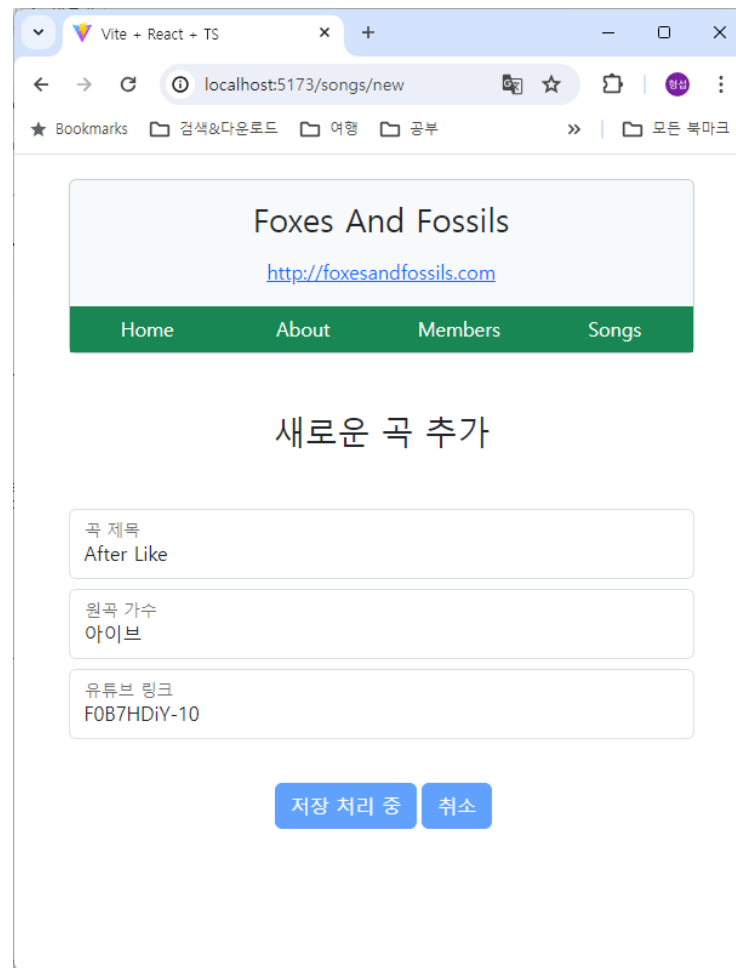 Vite + React + TS
localhost:5173/songs/new
형섭
Bookmarks 검색&다운로드 여행 공부 » 모든 북마크
Foxes And Fossils
http://foxesandfossils.com
Home About Members Songs
새로운 곡 추가
곡 제목
After Like
원곡 가수
아이브
유튜브 링크
F0B7HDiY-10
저장 처리 중 취소